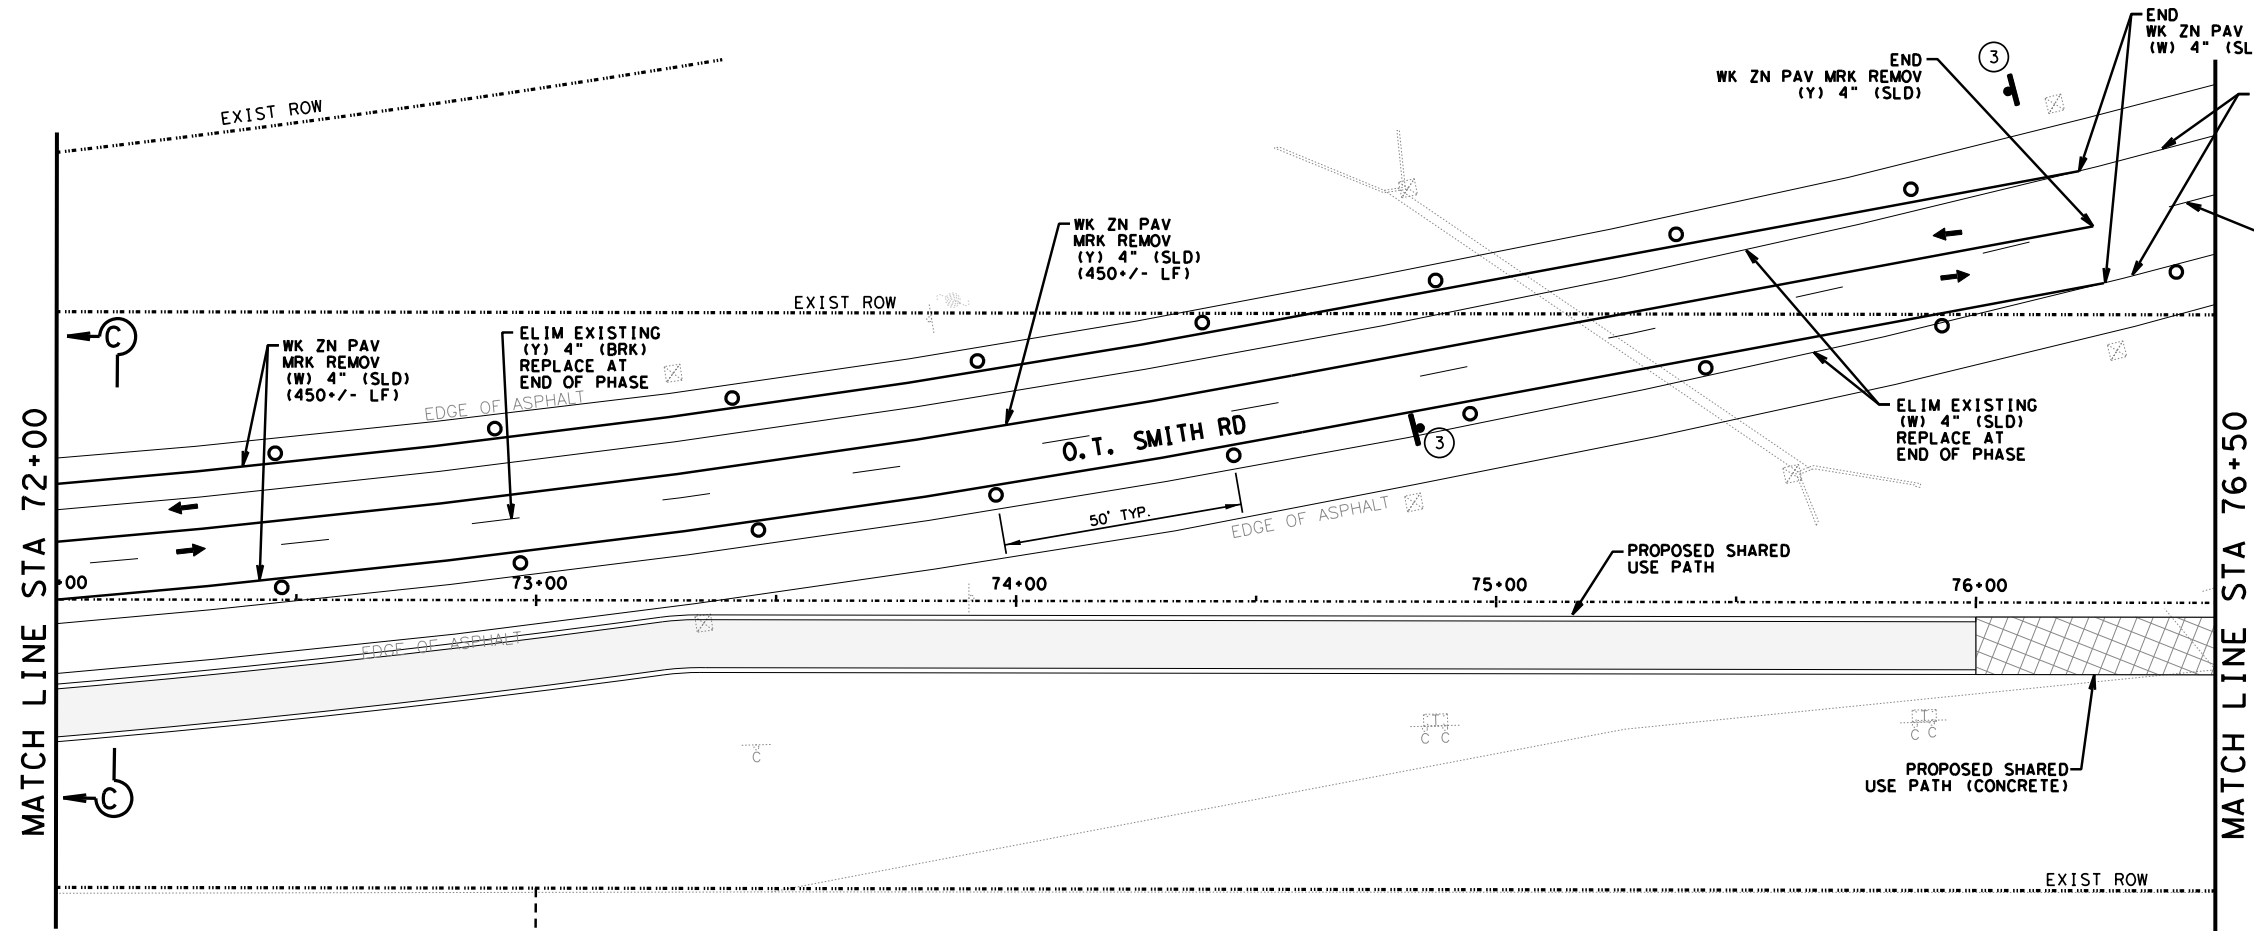 END
WK ZN PAV
(W) 4" (SL
3
END
WK ZN PAV MRK REMOV
(Y) 4" (SLD)
EXIST ROW
WK ZN PAV
MRK REMOV
(Y) 4" (SLD)
(450+/- LF)
EXIST ROW
C
WK ZN PAV
MRK REMOV
(W) 4" (SLD)
(450+/- LF)
ELIM EXISTING
(Y) 4" (BRK)
REPLACE AT
END OF PHASE
EDGE OF ASPHALT
O.T. SMITH RD
3
ELIM EXISTING
(W) 4" (SLD)
REPLACE AT
END OF PHASE
50' TYP.
EDGE OF ASPHALT
PROPOSED SHARED
USE PATH
+00
73+00
74+00
75+00
76+00
EDGE OF ASPHALT
MATCH LINE STA 72+00
MATCH LINE STA 76+50
T
C C
T
C C
C
PROPOSED SHARED
USE PATH (CONCRETE)
C
EXIST ROW